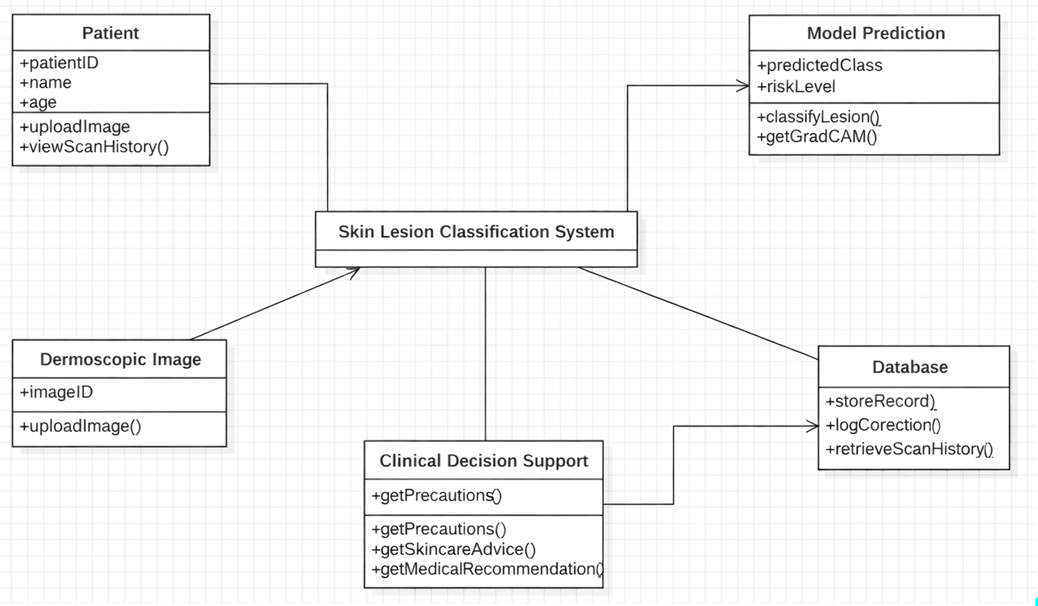 Patient
+patientID
+name
+age
+uploadImage
+viewScanHistory()
Model Prediction
+predictedClass
+riskLevel
+classifyLesion()
+getGradCAM()
Skin Lesion Classification System
Dermoscopic Image
+imageID
+uploadImage()
Clinical Decision Support
+getPrecautions()
+getPrecautions()
+getSkincareAdvice()
+getMedicalRecommendation()
Database
+storeRecord)
+logCorection()
+retrieveScanHistory()